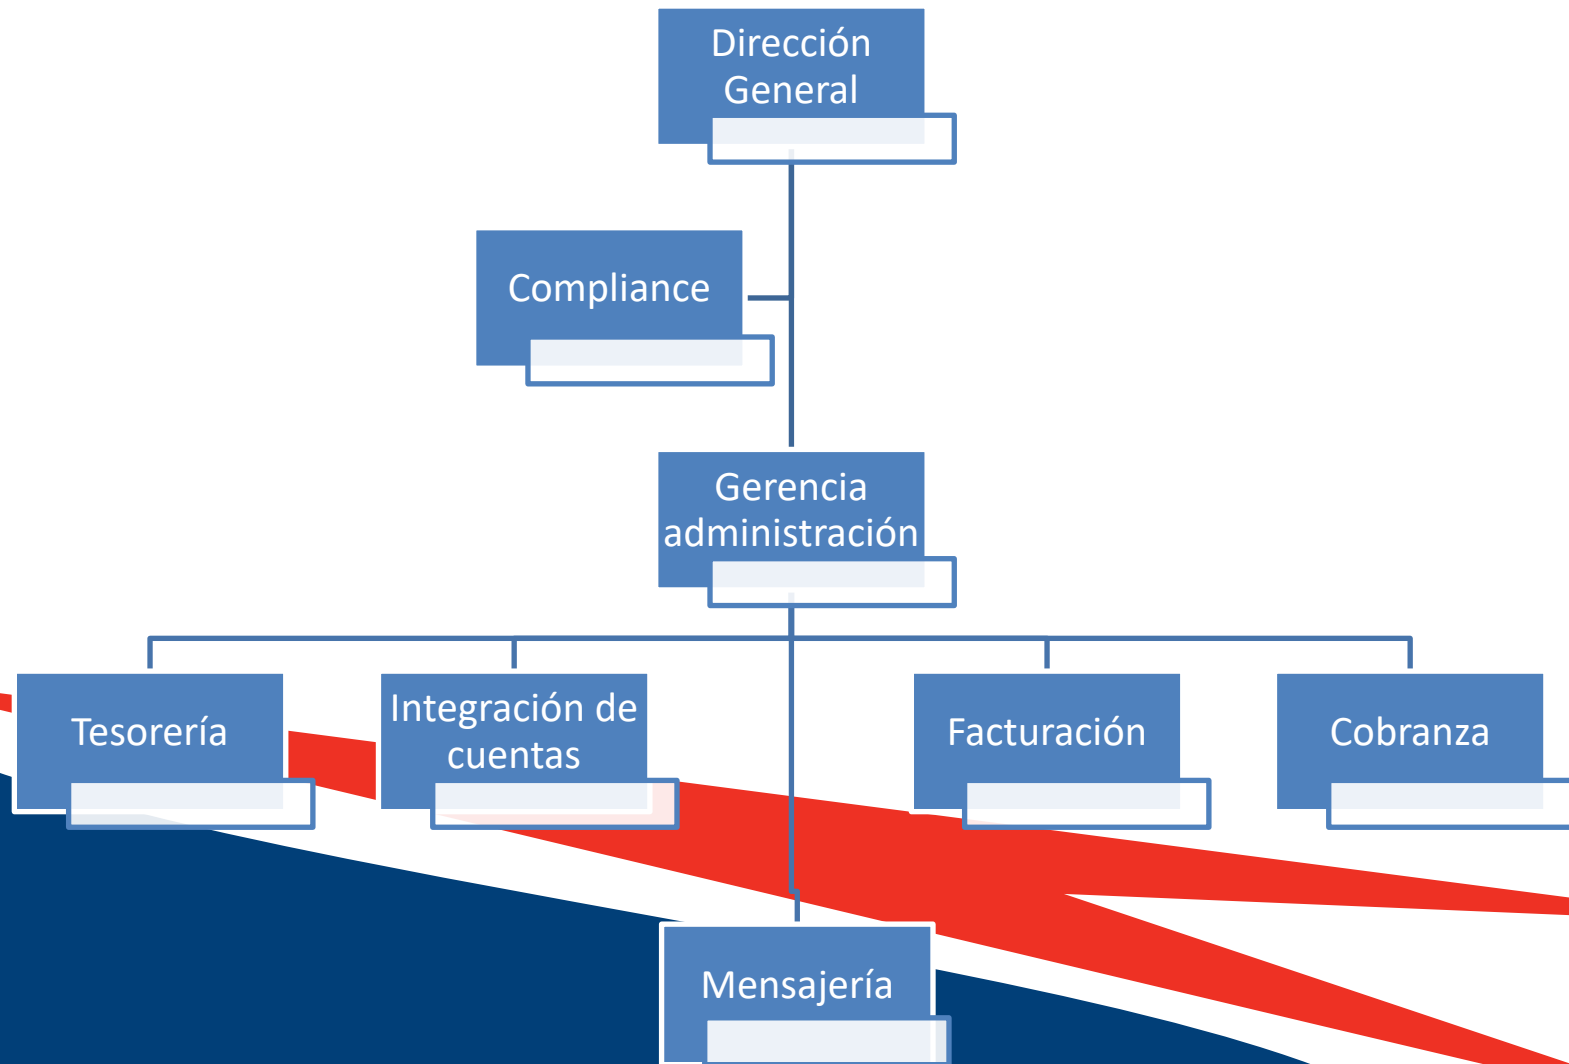 Dirección
General
Compliance
Gerencia
administración
Tesorería
Integración de
cuentas
Facturación
Cobranza
Mensajería